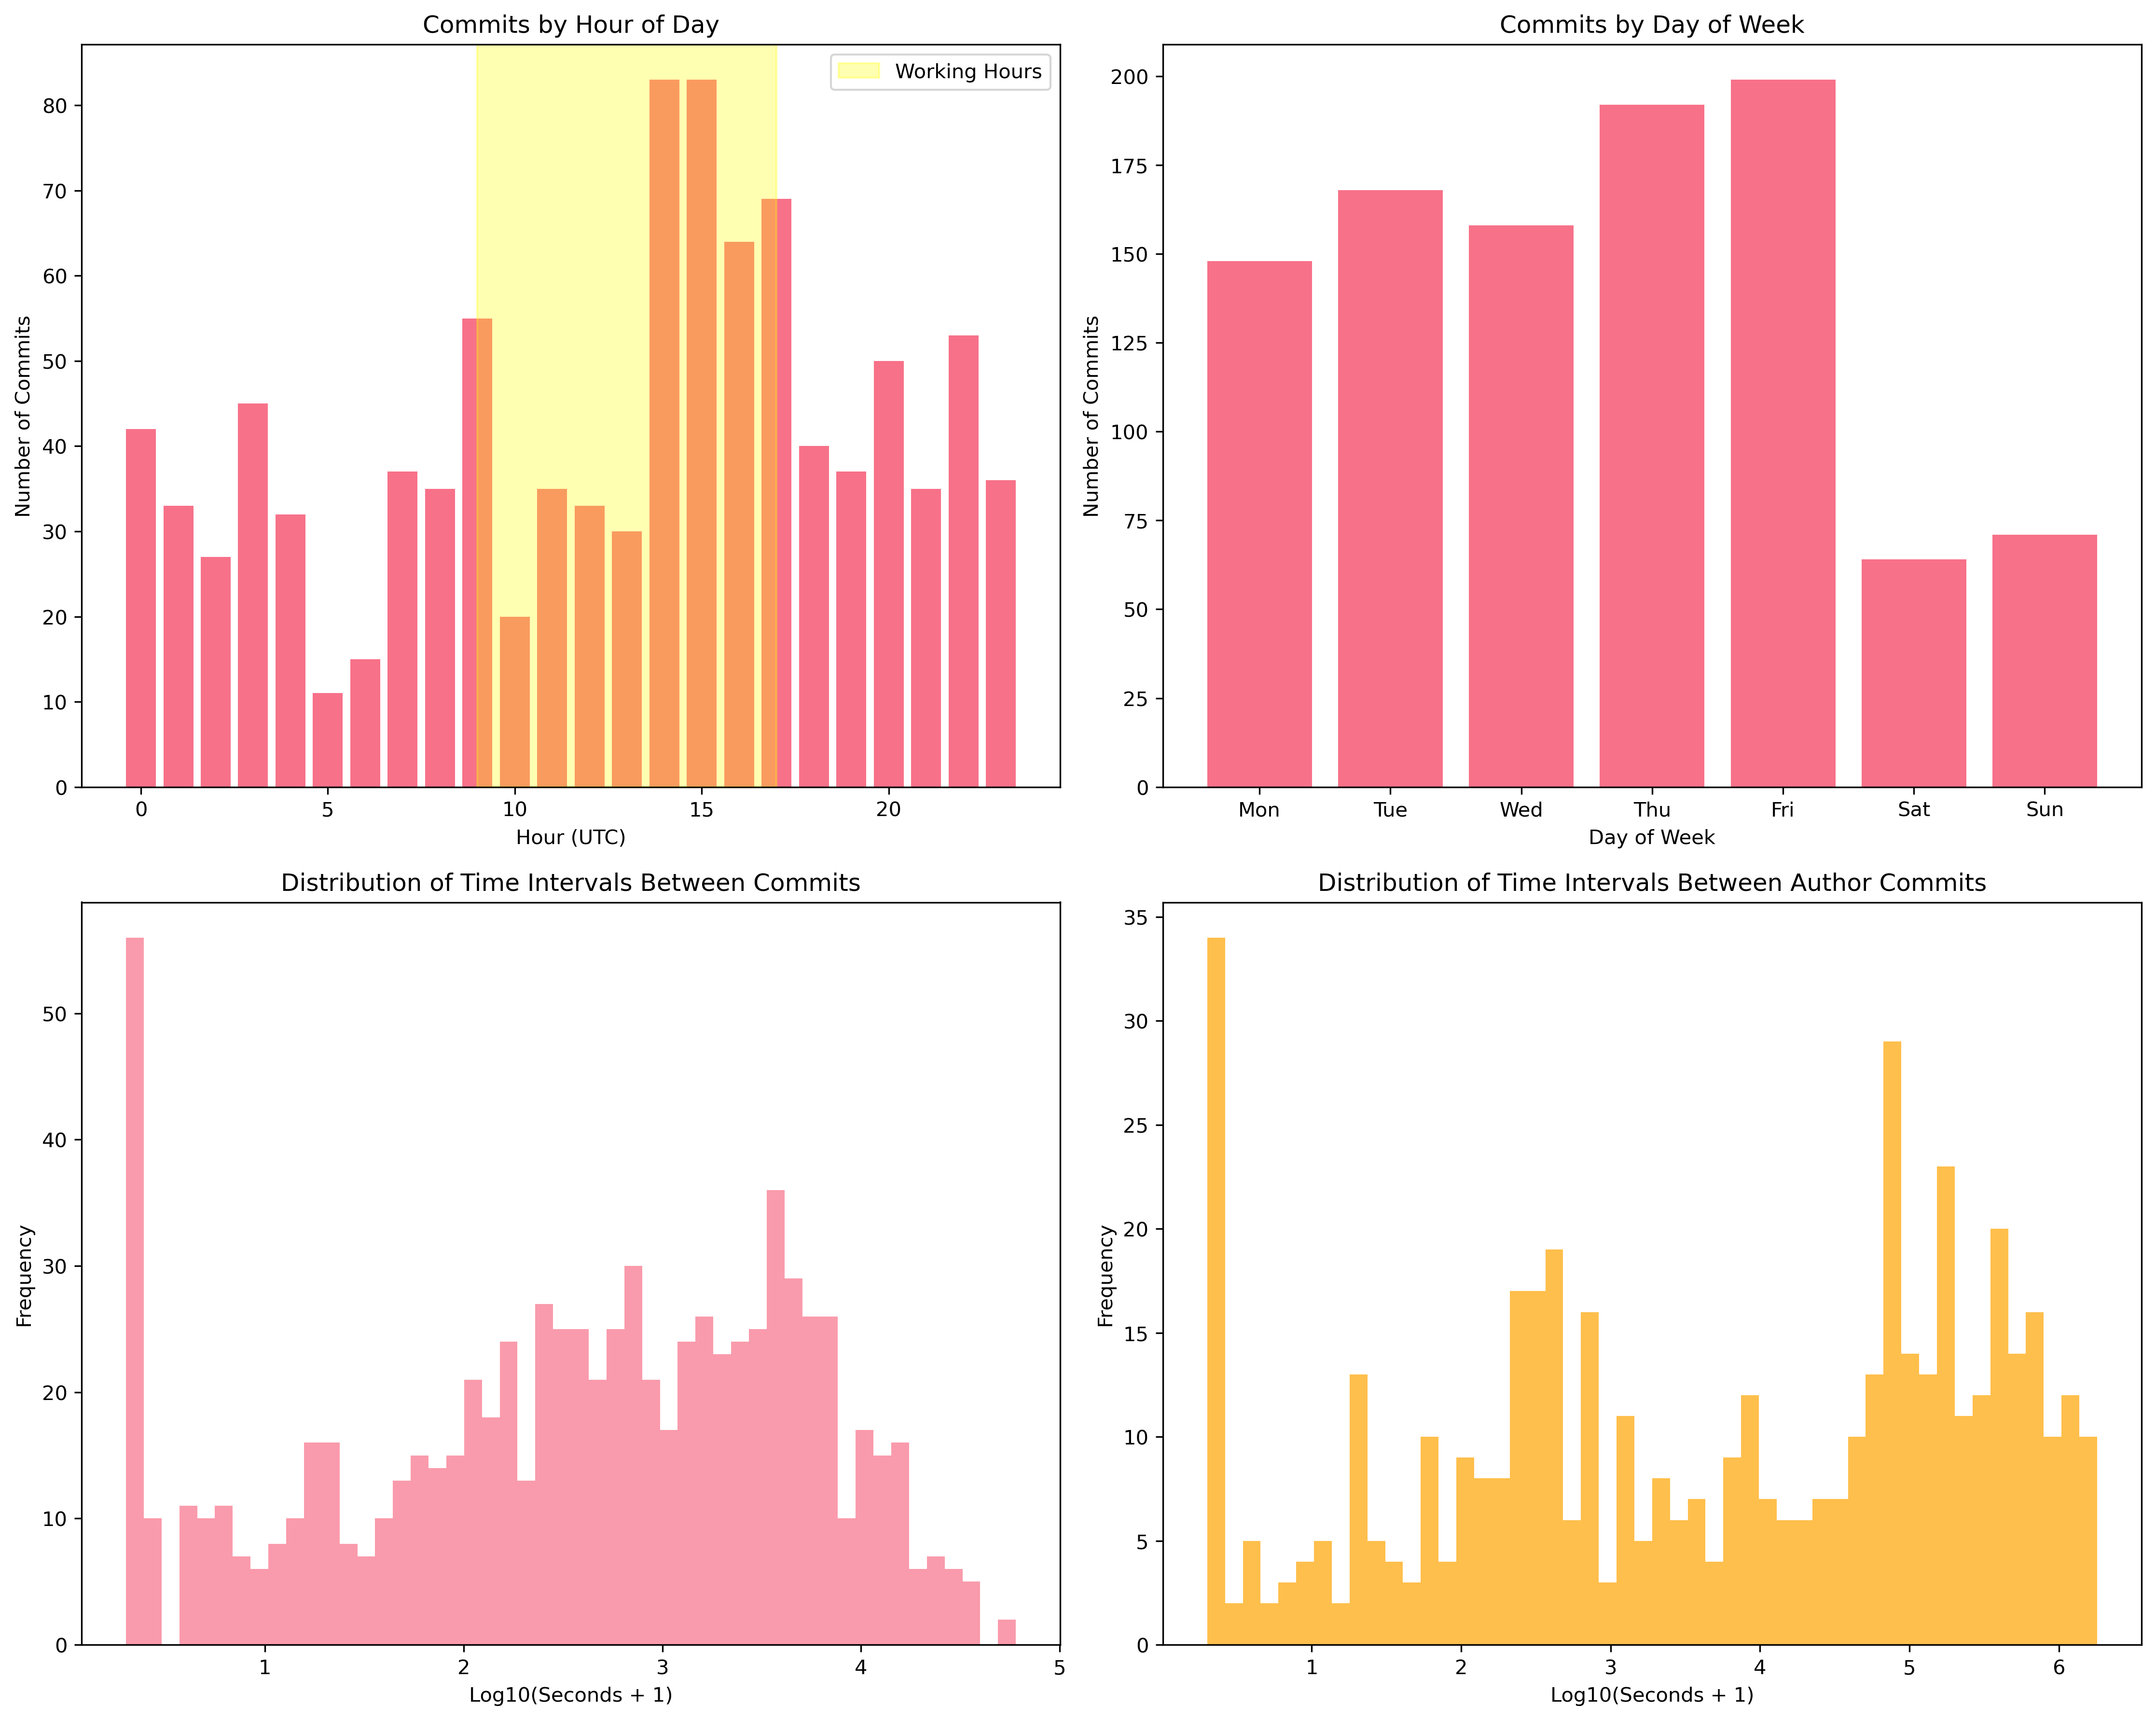 Commits by Hour of Day
Working Hours
Number of Commits
80
70
60
50
40
30
20
10
0
0 5 10 15 20
Hour (UTC)
Commits by Day of Week
Number of Commits
200
175
150
125
100
75
50
25
0
Mon Tue Wed Thu Fri Sat Sun
Day of Week
Distribution of Time Intervals Between Commits
Frequency
50
40
30
20
10
0
1 2 3 4 5
Log10(Seconds + 1)
Distribution of Time Intervals Between Author Commits
Frequency
35
30
25
20
15
10
5
0
1 2 3 4 5 6
Log10(Seconds + 1)